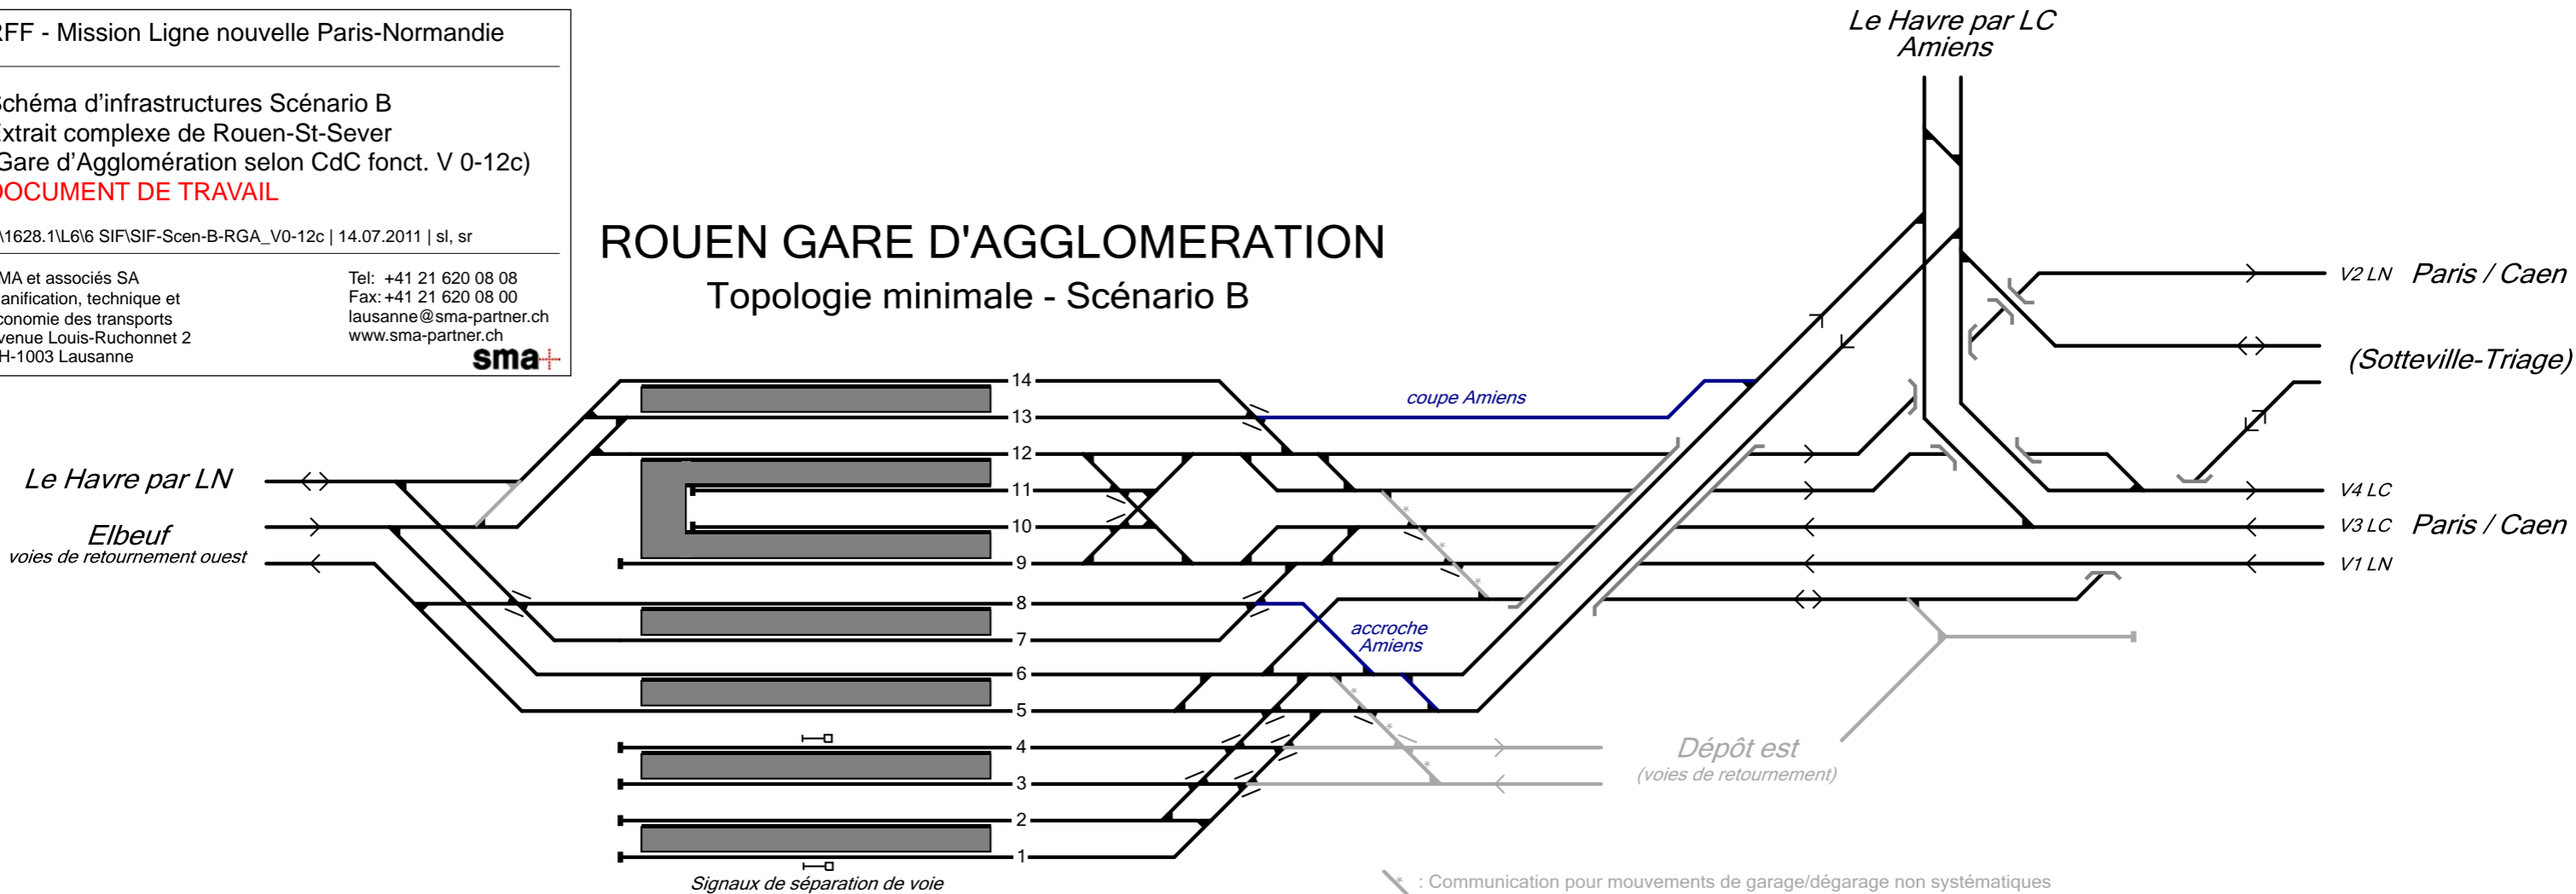 RFF - Mission Ligne nouvelle Paris-Normandie
Schéma d'infrastructures Scénario B
Extrait complexe de Rouen-St-Sever
Gare d'Agglomération selon CdC fonct. V 0-12c)
DOCUMENT DE TRAVAIL
\1628.1\L6\6 SIF\SIF-Scen-B-RGA_V0-12c | 14.07.2011 | sl, sr
SMA et associés SA
Planification, technique et
économie des transports
Avenue Louis-Ruchonnet 2
CH-1003 Lausanne
Tel: +41 21 620 08 08
Fax: +41 21 620 08 00
lausanne@sma-partner.ch
www.sma-partner.ch
sma+
ROUEN GARE D'AGGLOMERATION
Topologie minimale - Scénario B
Le Havre par LC
Amiens
V2 LN Paris / Caen
(Sotteville-Triage)
V4 LC
V3 LC Paris / Caen
V1 LN
Le Havre par LN
Elbeuf
voies de retournement ouest
14
13
12
11
10
9
8
7
6
5
4
3
2
1
coupe Amiens
accroche
Amiens
Dépôt est
(voies de retournement)
Signaux de séparation de voie
: Communication pour mouvements de garage/dégarage non systématiques